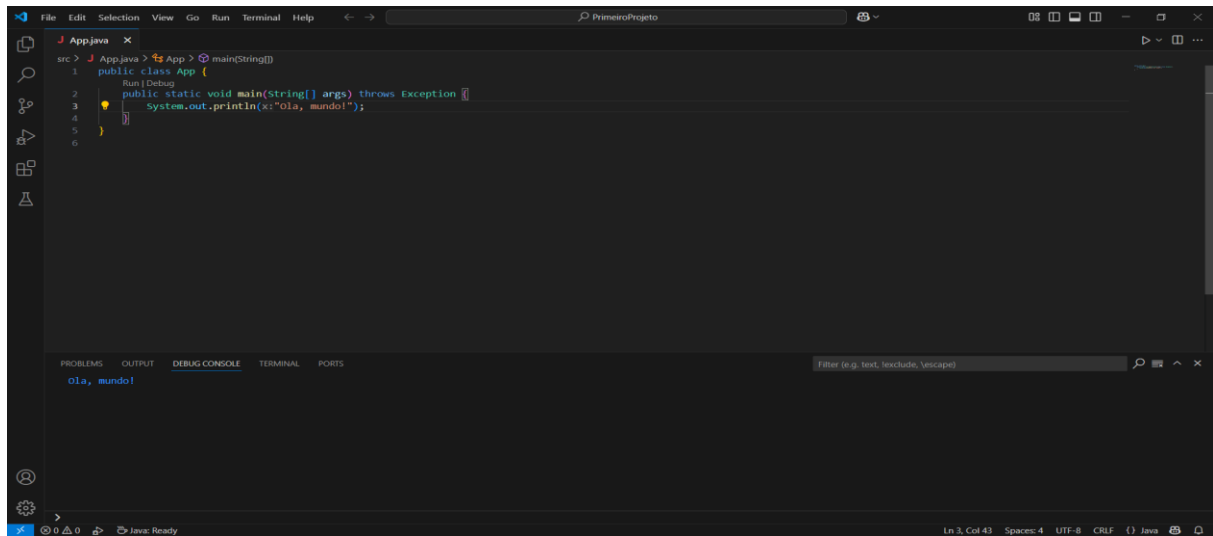 File Edit Selection View Go Run Terminal Help PrimeiroProjeto
App.java
src > App.java > App > main(String[])
1 public class App {
Run | Debug
2 public static void main(String[] args) throws Exception {
3 System.out.println(x:"Ola, mundo!");
4 }
5 }
6
PROBLEMS OUTPUT DEBUG CONSOLE TERMINAL PORTS Filter (e.g. text, !exclude, \escape)
Ola, mundo!
>
0 0 Java: Ready Ln 3, Col 43 Spaces: 4 UTF-8 CRLF {} Java